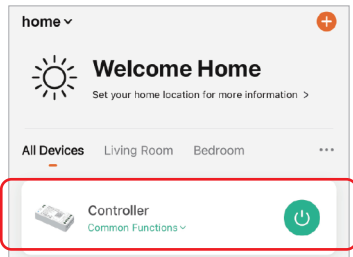 home
Welcome Home
Set your home location for more information >
All Devices Living Room Bedroom ...
Controller
Common Functions